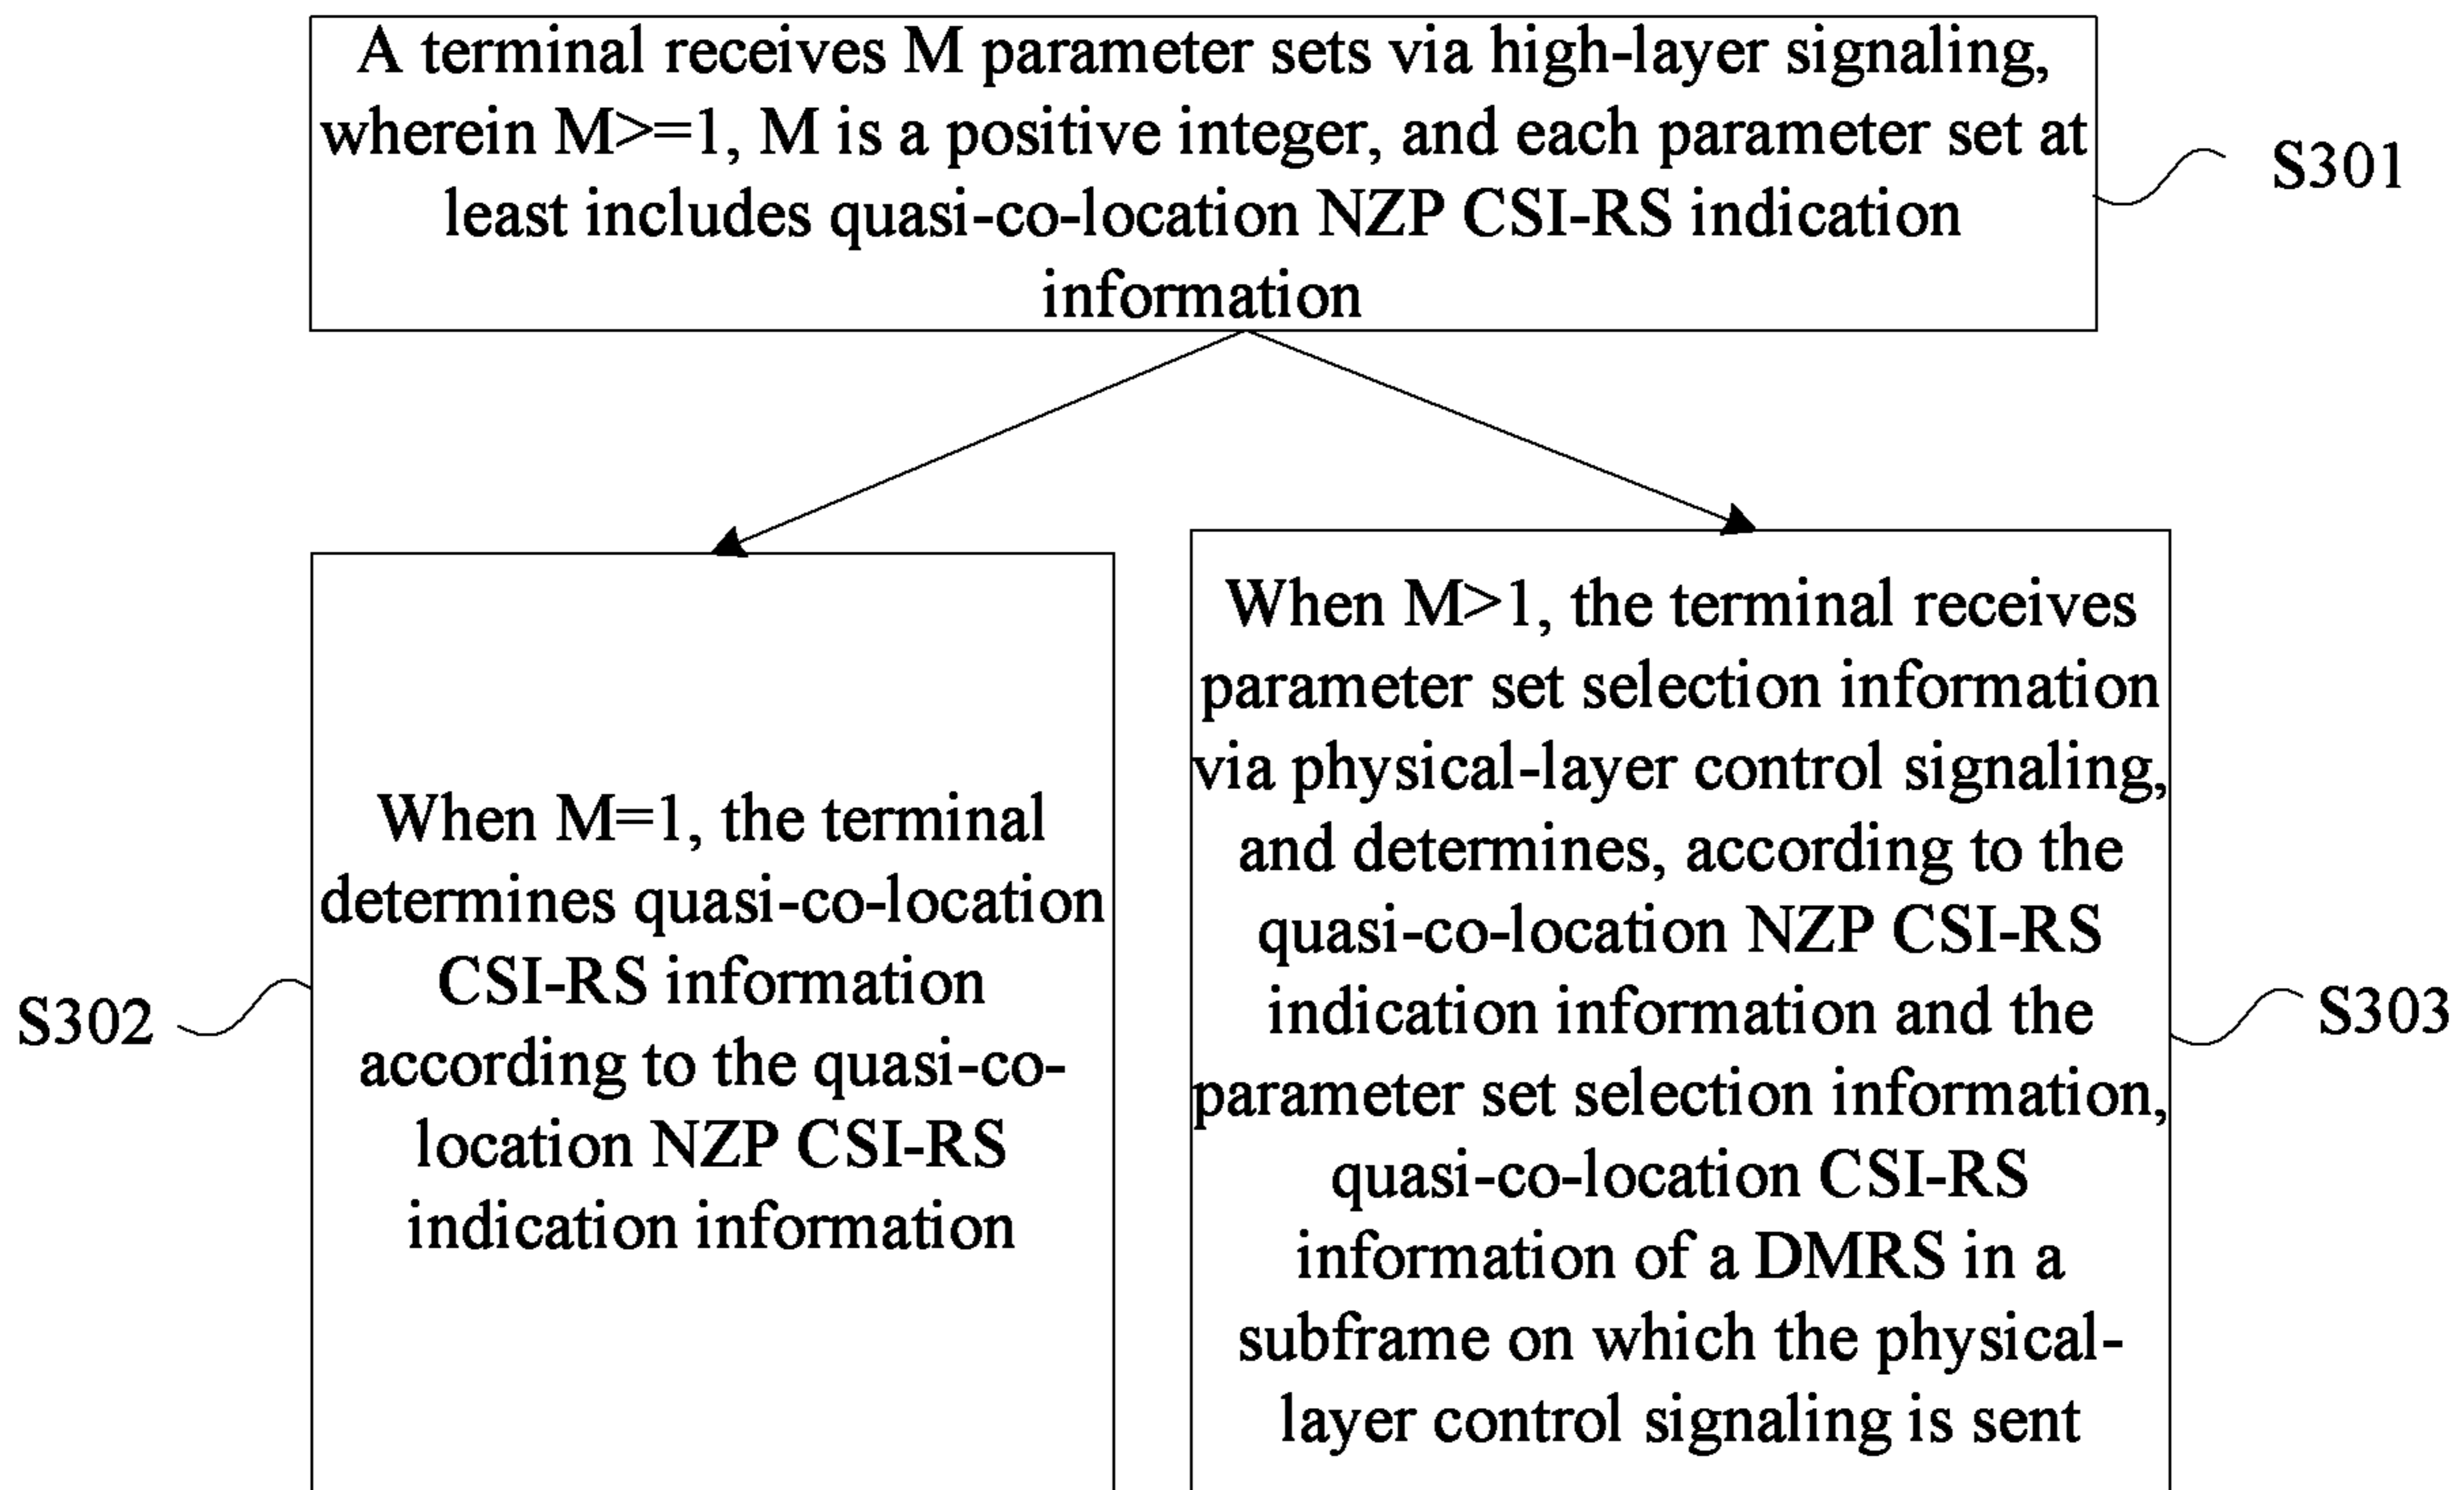 A terminal receives M parameter sets via high-layer signaling,
wherein M>=1, M is a positive integer, and each parameter set at
least includes quasi-co-location NZP CSI-RS indication
information
S301
When M=1, the terminal
determines quasi-co-location
CSI-RS information
according to the quasi-co-
location NZP CSI-RS
indication information
S302
When M>1, the terminal receives
parameter set selection information
via physical-layer control signaling,
and determines, according to the
quasi-co-location NZP CSI-RS
indication information and the
parameter set selection information,
quasi-co-location CSI-RS
information of a DMRS in a
subframe on which the physical-
layer control signaling is sent
S303